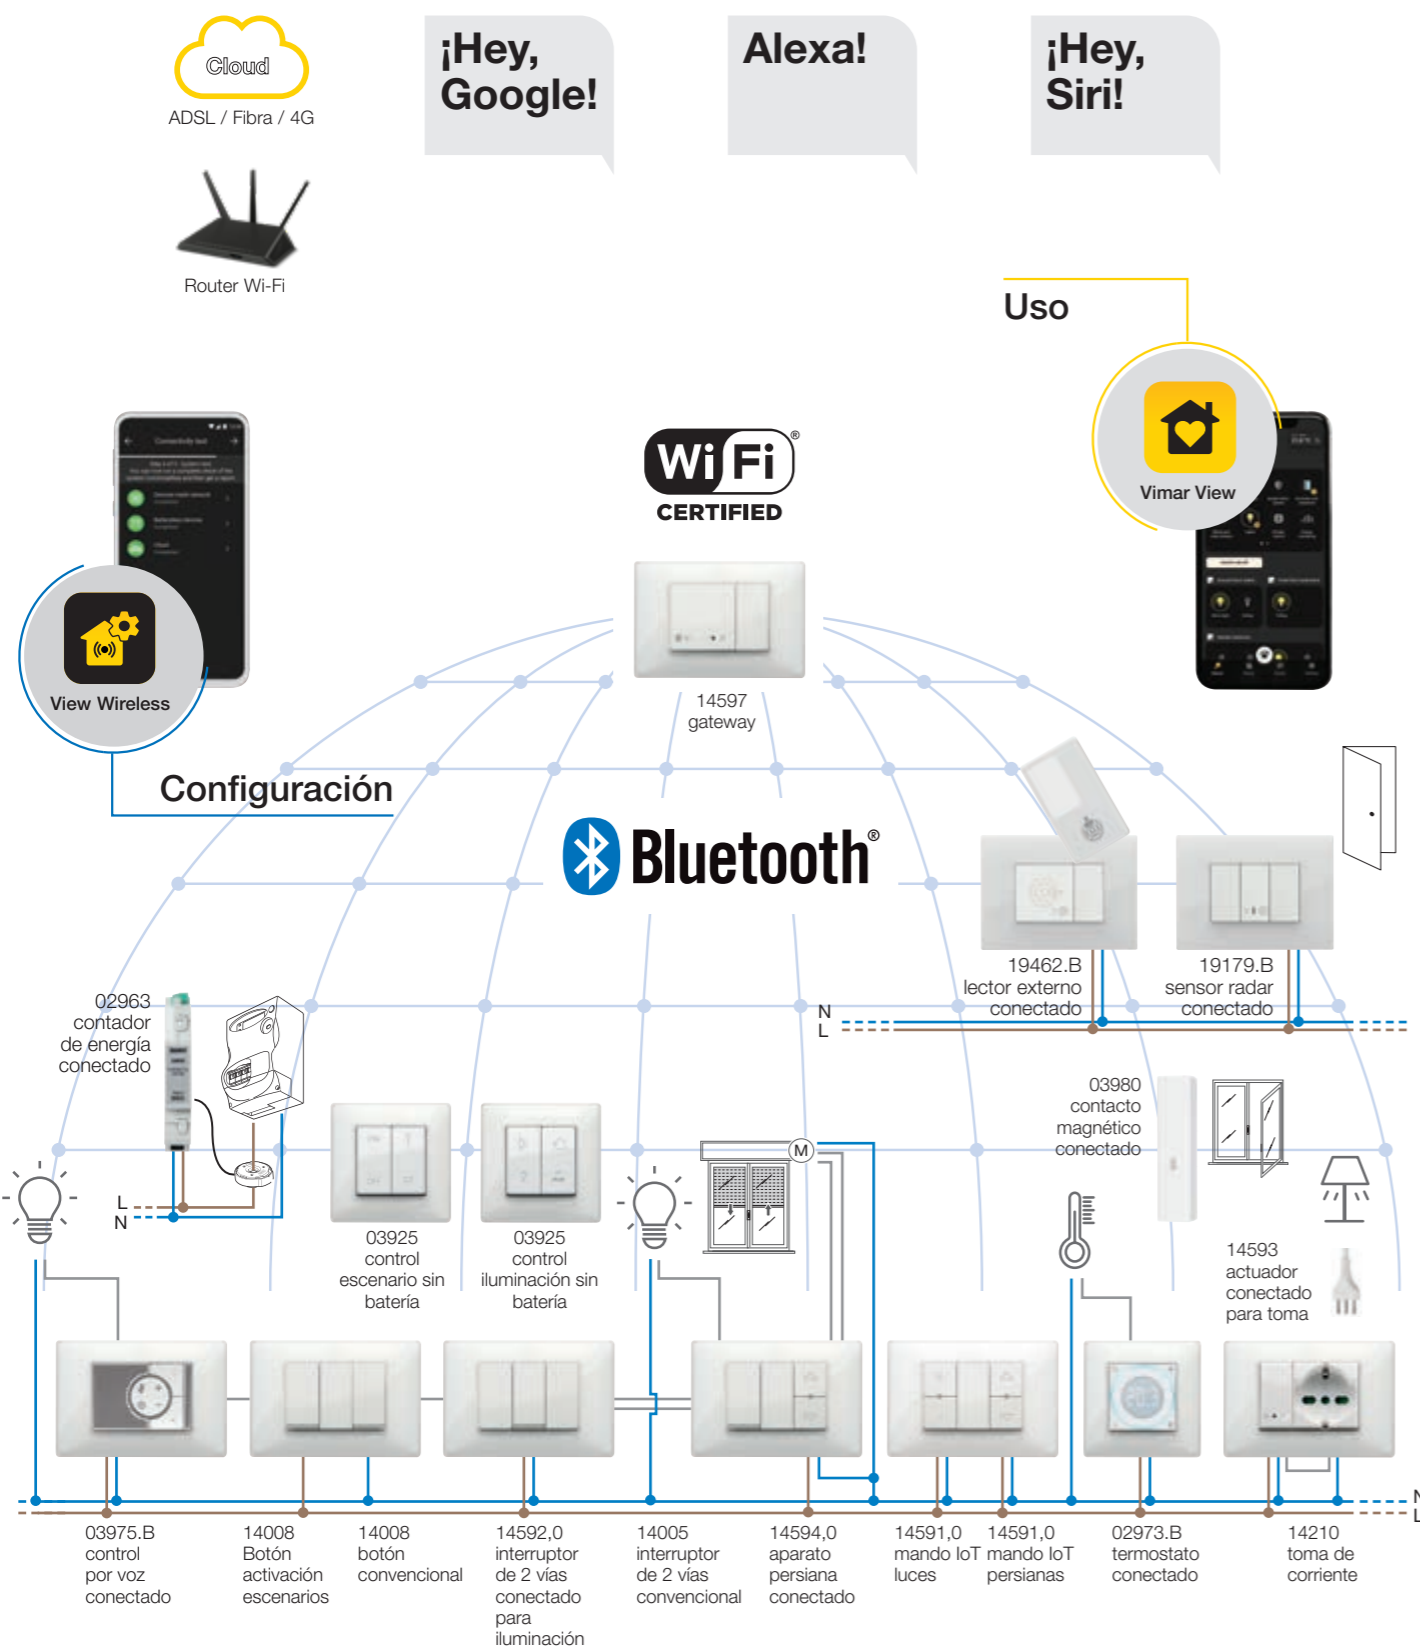 Cloud
ADSL / Fibra / 4G
Router Wi-Fi
¡Hey,
Google!
Alexa!
¡Hey,
Siri!
Uso
Vimar View
Connectivity test
View Wireless
Configuración
Wi Fi®
CERTIFIED
14597
gateway
Bluetooth®
19462.B
lector externo
conectado
19179.B
sensor radar
conectado
N
L
02963
contador
de energía
conectado
L
N
03925
control
escenario sin
batería
03925
control
iluminación sin
batería
M
03980
contacto
magnético
conectado
14593
actuador
conectado
para toma
N
L
03975.B
control
por voz
conectado
14008
Botón
activación
escenarios
14008
botón
convencional
14592,0
interruptor
de 2 vías
conectado
para
iluminación
14005
interruptor
de 2 vías
convencional
14594,0
aparato
persiana
conectado
14591,0
mando IoT
luces
14591,0
mando IoT
persianas
02973.B
termostato
conectado
14210
toma de
corriente